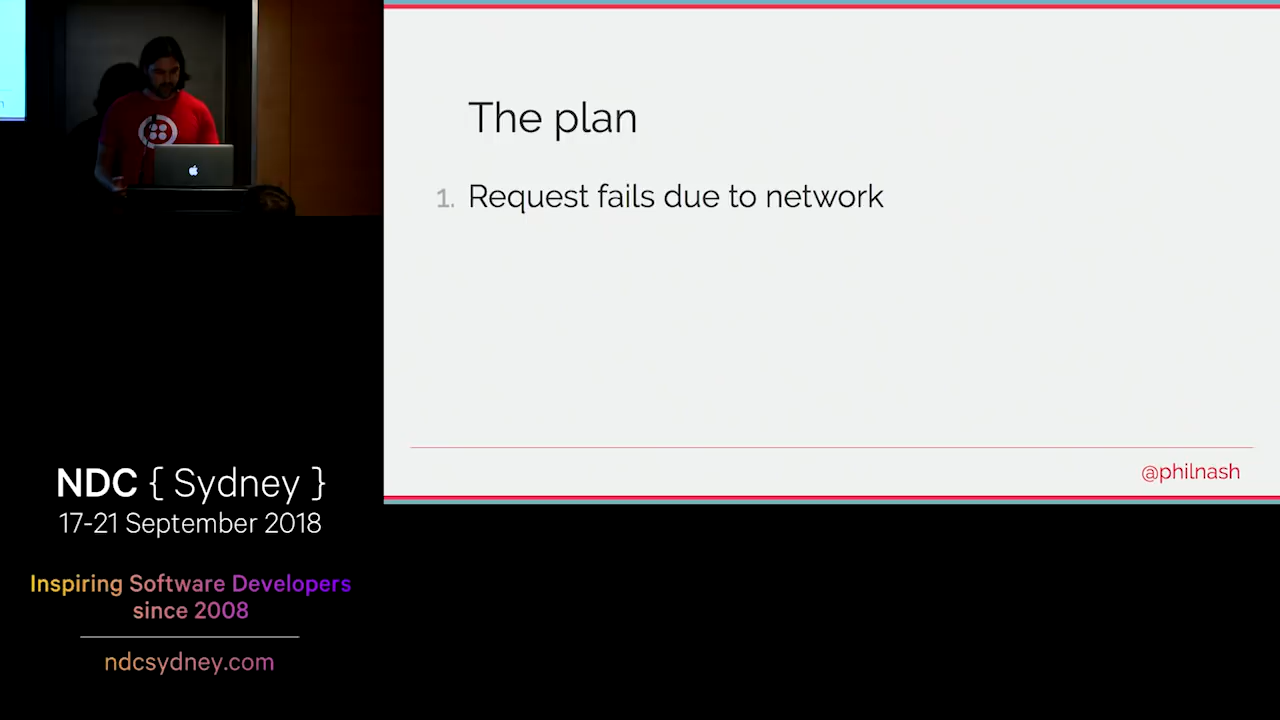 The plan
1. Request fails due to network
@philnash
NDC { Sydney }
17-21 September 2018
Inspiring Software Developers
since 2008
ndcsydney.com